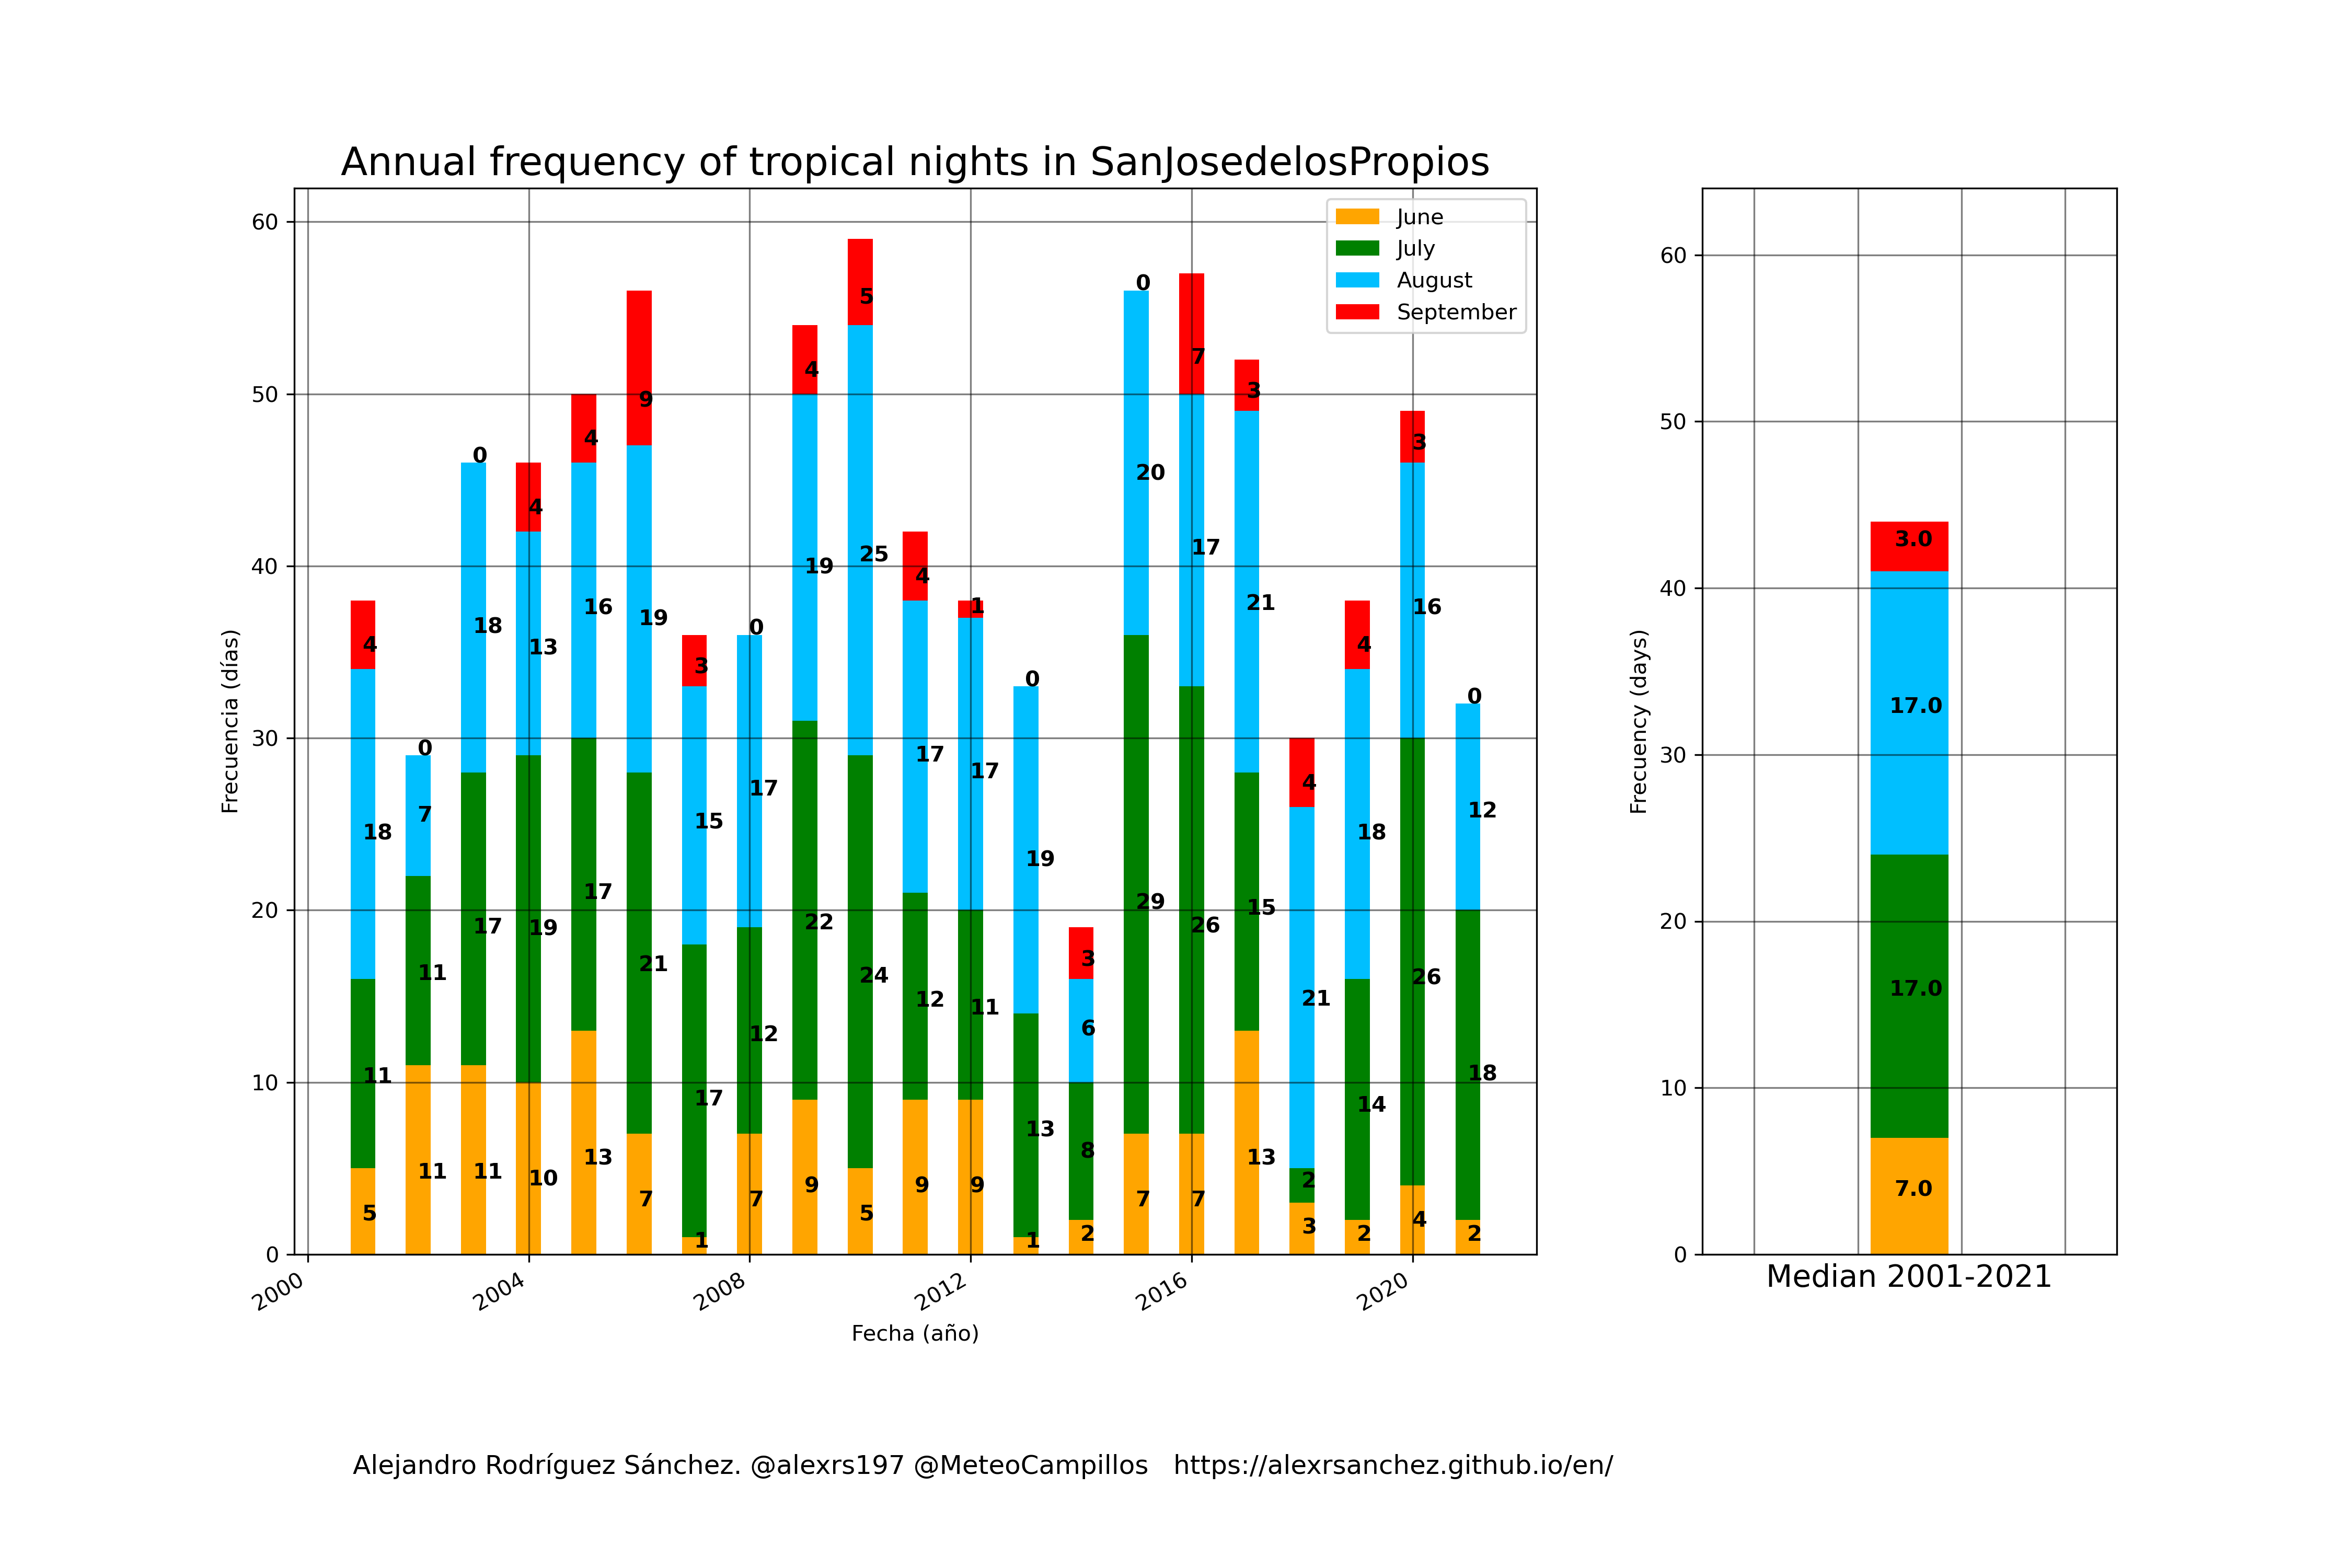 Annual frequency of tropical nights in SanJosedelosPropios
June
July
August
September
60
50
40
30
20
10
0
Frecuencia (días)
0 5 0 7 0
4 9 4 7 3 3
4 4 4 1 4 4
3 0 0 3 0
18 7 18 13 16 19 15 17 19 25 17 17 19 6 20 17 21 21 18 16 12
11 11 17 19 17 21 17 12 22 24 12 11 13 8 29 26 15 2 14 26 18
5 11 11 10 13 7 1 7 9 5 9 9 1 2 7 7 13 3 2 4 2
2000 2004 2008 2012 2016 2020
Fecha (año)
60
50
40
30
20
10
0
Frecuency (days)
3.0
17.0
17.0
7.0
Median 2001-2021
Alejandro Rodríguez Sánchez. @alexrs197 @MeteoCampillos https://alexrsanchez.github.io/en/